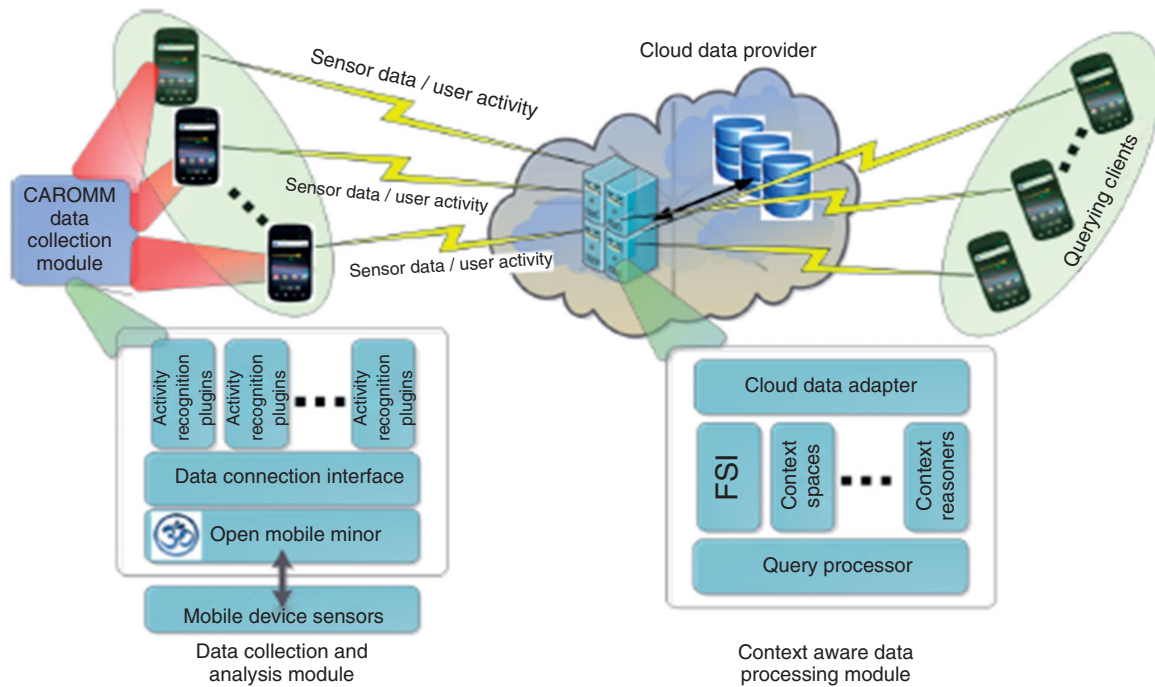 Cloud data provider
Sensor data / user activity
Sensor data / user activity
Sensor data / user activity
CAROMM
data
collection
module
Querying clients
Activity
recognition
plugins
Activity
recognition
plugins
Activity
recognition
plugins
Data connection interface
ॐ
Open mobile minor
Mobile device sensors
Data collection and
analysis module
Cloud data adapter
FSI
Context
spaces
Context
reasoners
Query processor
Context aware data
processing module